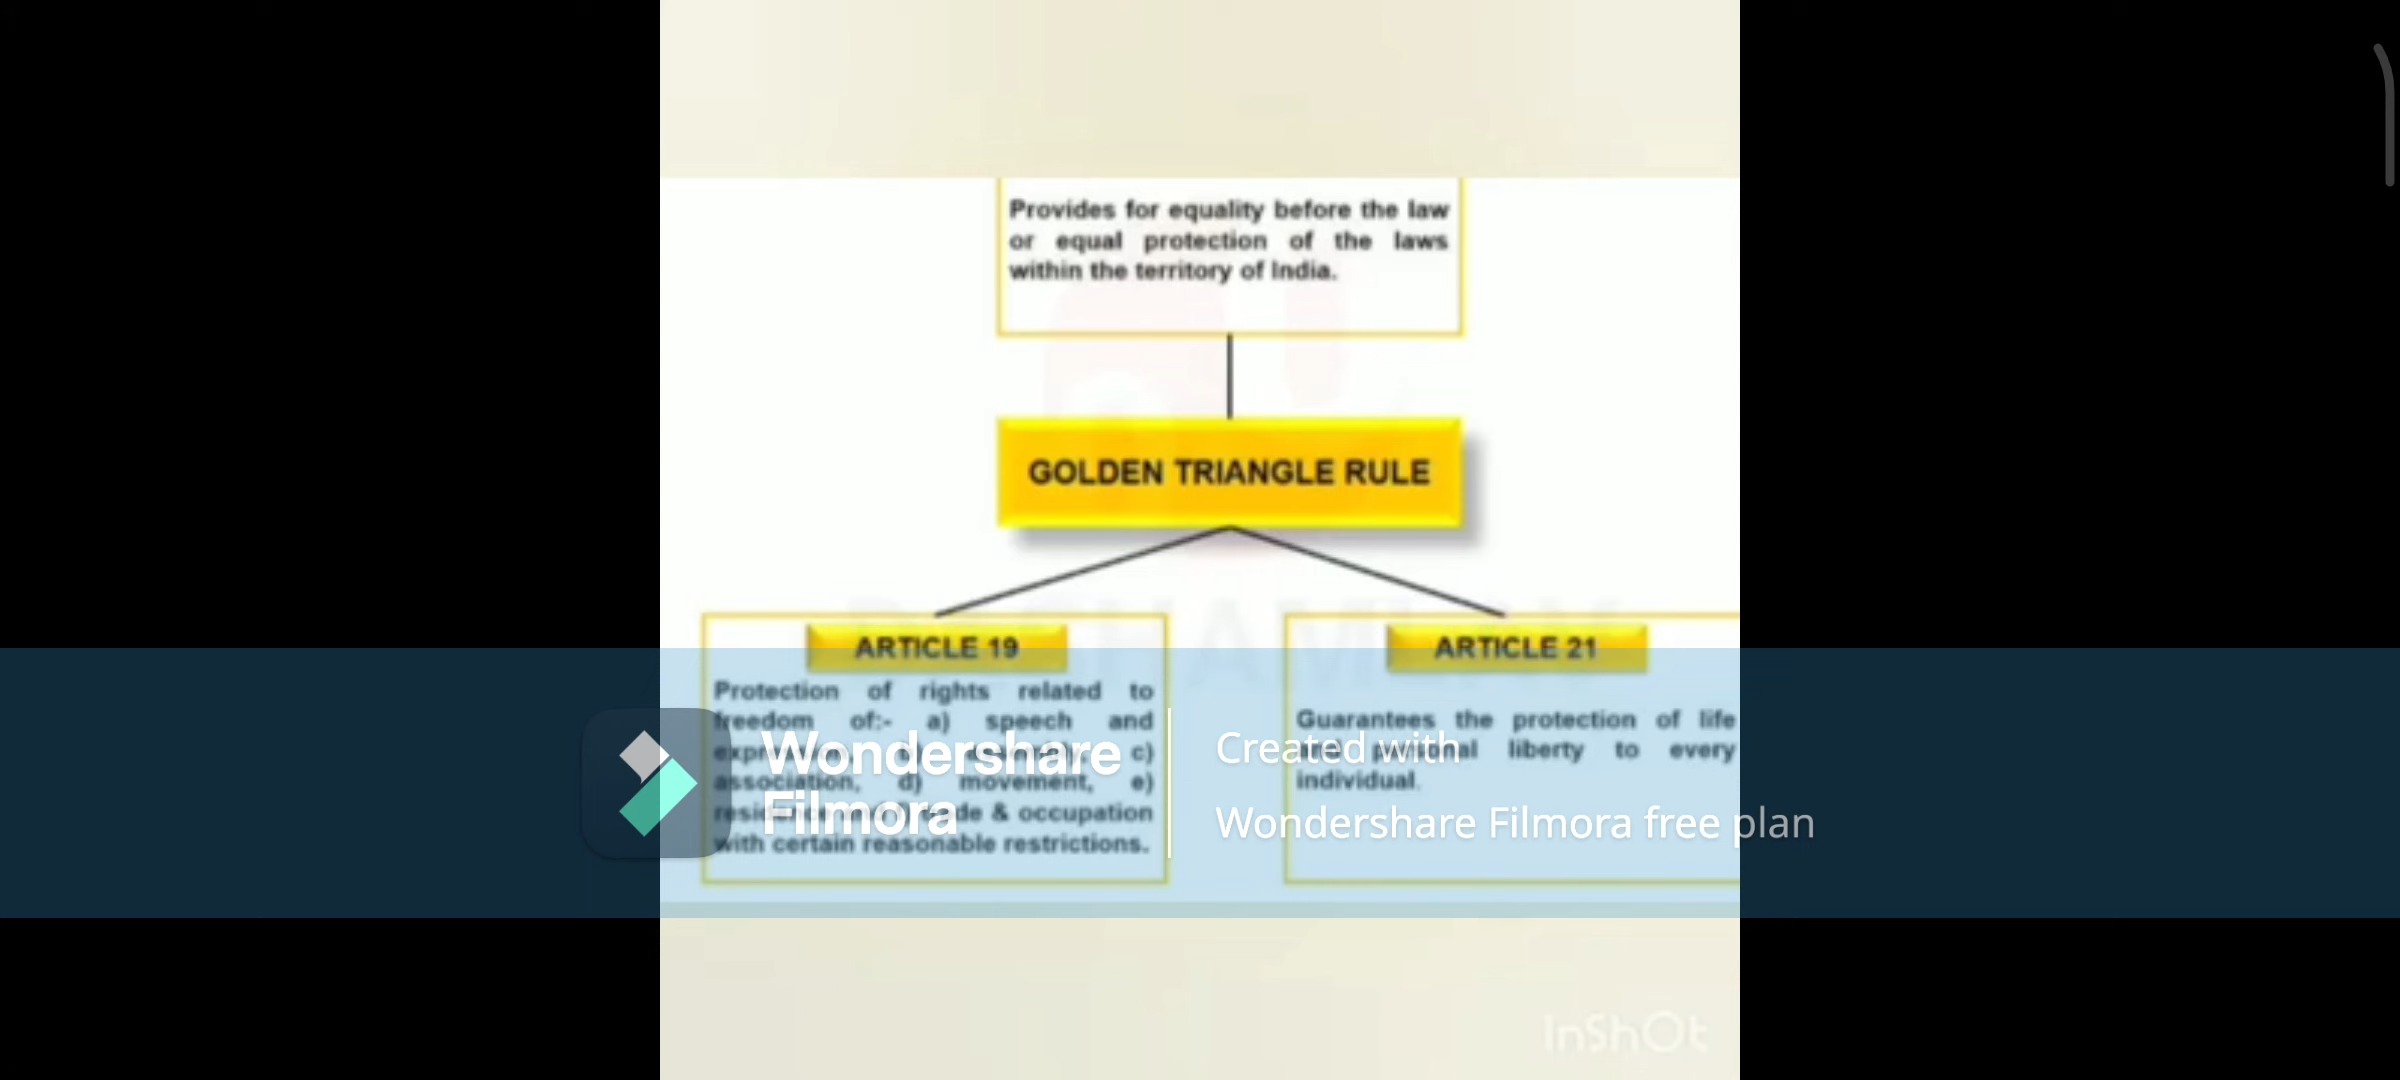 Provides for equality before the law
or equal protection of the laws
within the territory of India.
GOLDEN TRIANGLE RULE
ARTICLE 19
Protection of rights related to
freedom of:- a) speech and
c)
association, d) movement, e)
& occupation
with certain reasonable restrictions.
ARTICLE 21
Guarantees the protection of life
and personal liberty to every
individual.
Wondershare
Filmora
Created with
Wondershare Filmora free plan
InShOt